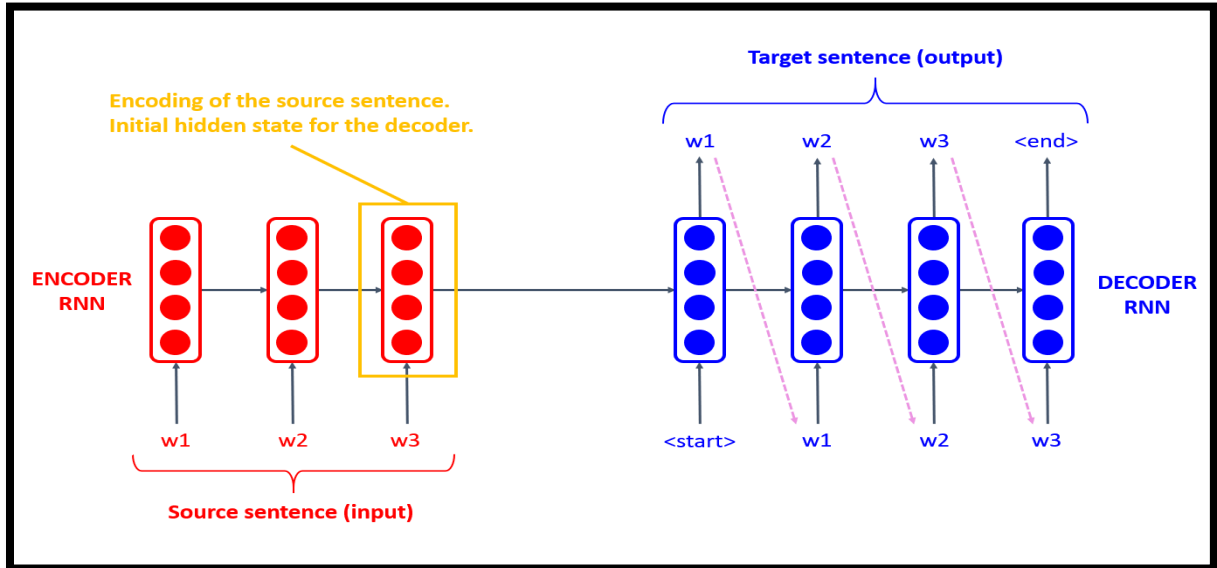 Target sentence (output)
Encoding of the source sentence.
Initial hidden state for the decoder.
w1 w2 w3 <end>
ENCODER
RNN
DECODER
RNN
w1 w2 w3
<start> w1 w2 w3
Source sentence (input)